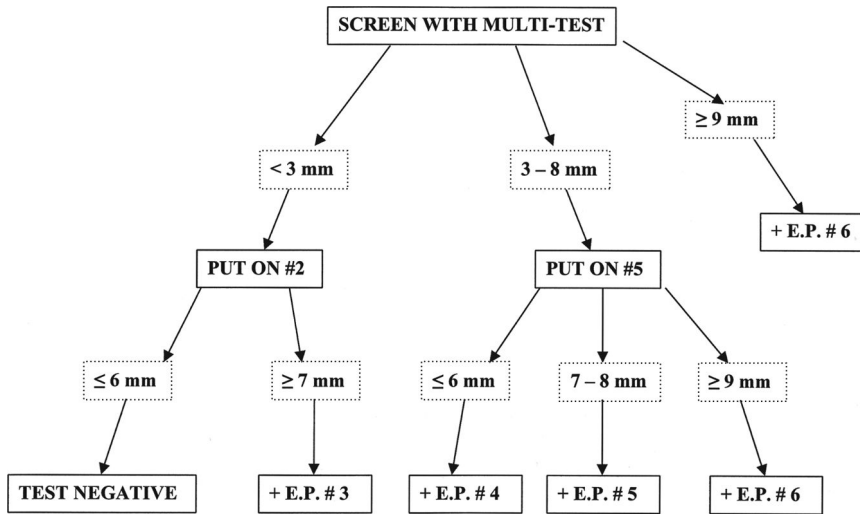 SCREEN WITH MULTI-TEST
≥ 9 mm
< 3 mm
3 – 8 mm
+ E.P. # 6
PUT ON #2
PUT ON #5
≤ 6 mm
≥ 7 mm
≤ 6 mm
7 – 8 mm
≥ 9 mm
TEST NEGATIVE
+ E.P. # 3
+ E.P. # 4
+ E.P. # 5
+ E.P. # 6